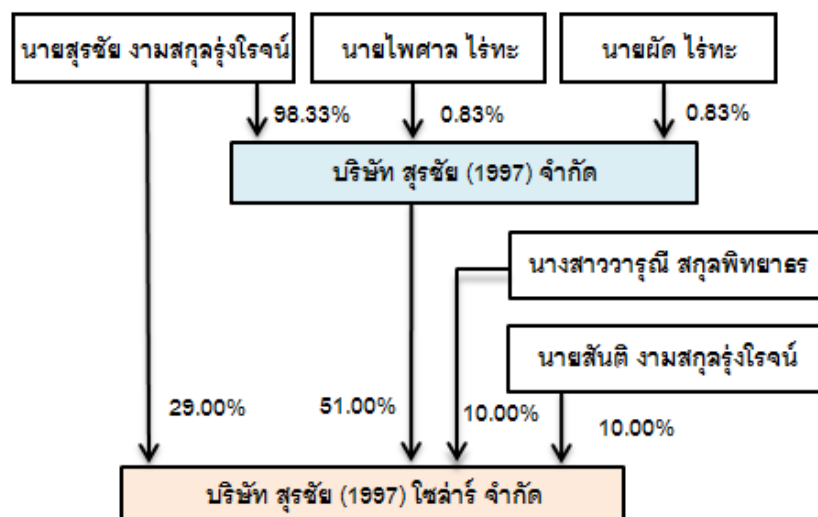 นายสุรชัย งามสกุลรุ่งโรจน์
นายไพศาล ไร่ทะ
นายผัด ไร่ทะ
98.33%
0.83%
0.83%
บริษัท สุรชัย (1997) จำกัด
นางสาววารุณี สกุลพิทยาธร
นายสันติ งามสกุลรุ่งโรจน์
29.00%
51.00%
10.00%
10.00%
บริษัท สุรชัย (1997) โซล่าร์ จำกัด